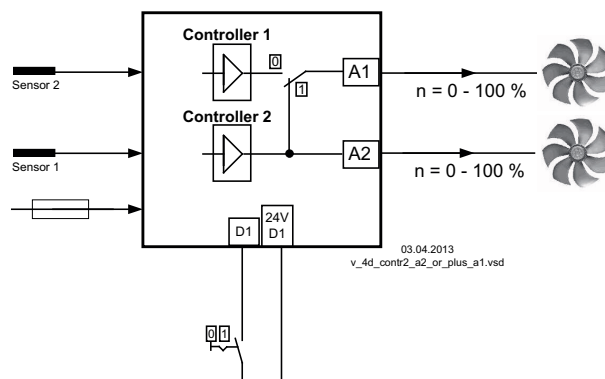 Controller 1
0
A1
1
n = 0 - 100 %
Sensor 2
Controller 2
A2
n = 0 - 100 %
Sensor 1
D1
24V
D1
03.04.2013
v_4d_contr2_a2_or_plus_a1.vsd
0 1